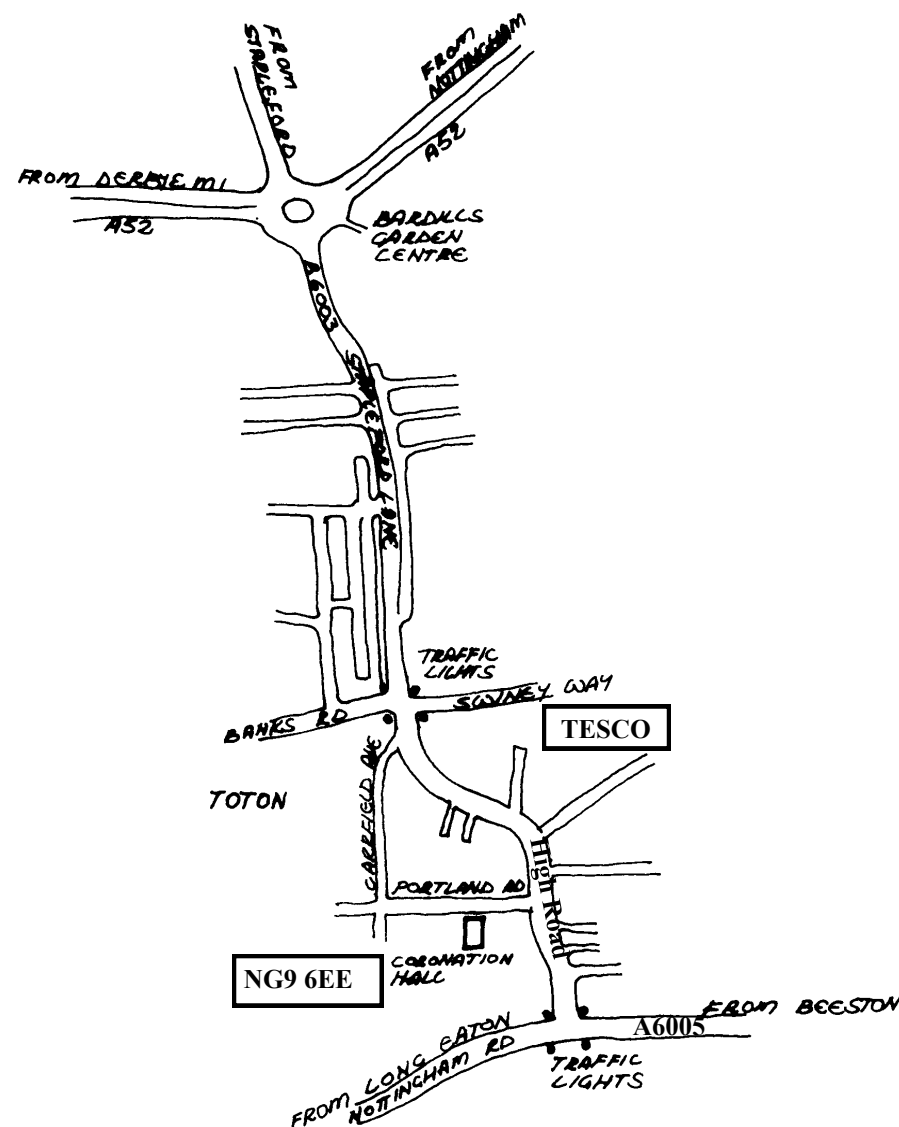 FROM
STAPLEFORD
FROM
NOTTINGHAM
A52
FROM DERBY E M1
A52
BARDILLS
GARDEN
CENTRE
A6003
STAPLEFORD LANE
TRAFFIC
LIGHTS
SWINEY WAY
BANKS RD
TESCO
TOTON
CARRFIELD AVE
High Road
PORTLAND RD
CORONATION
HALL
NG9 6EE
FROM BEESTON
A6005
FROM LONG EATON
NOTTINGHAM RD
TRAFFIC
LIGHTS